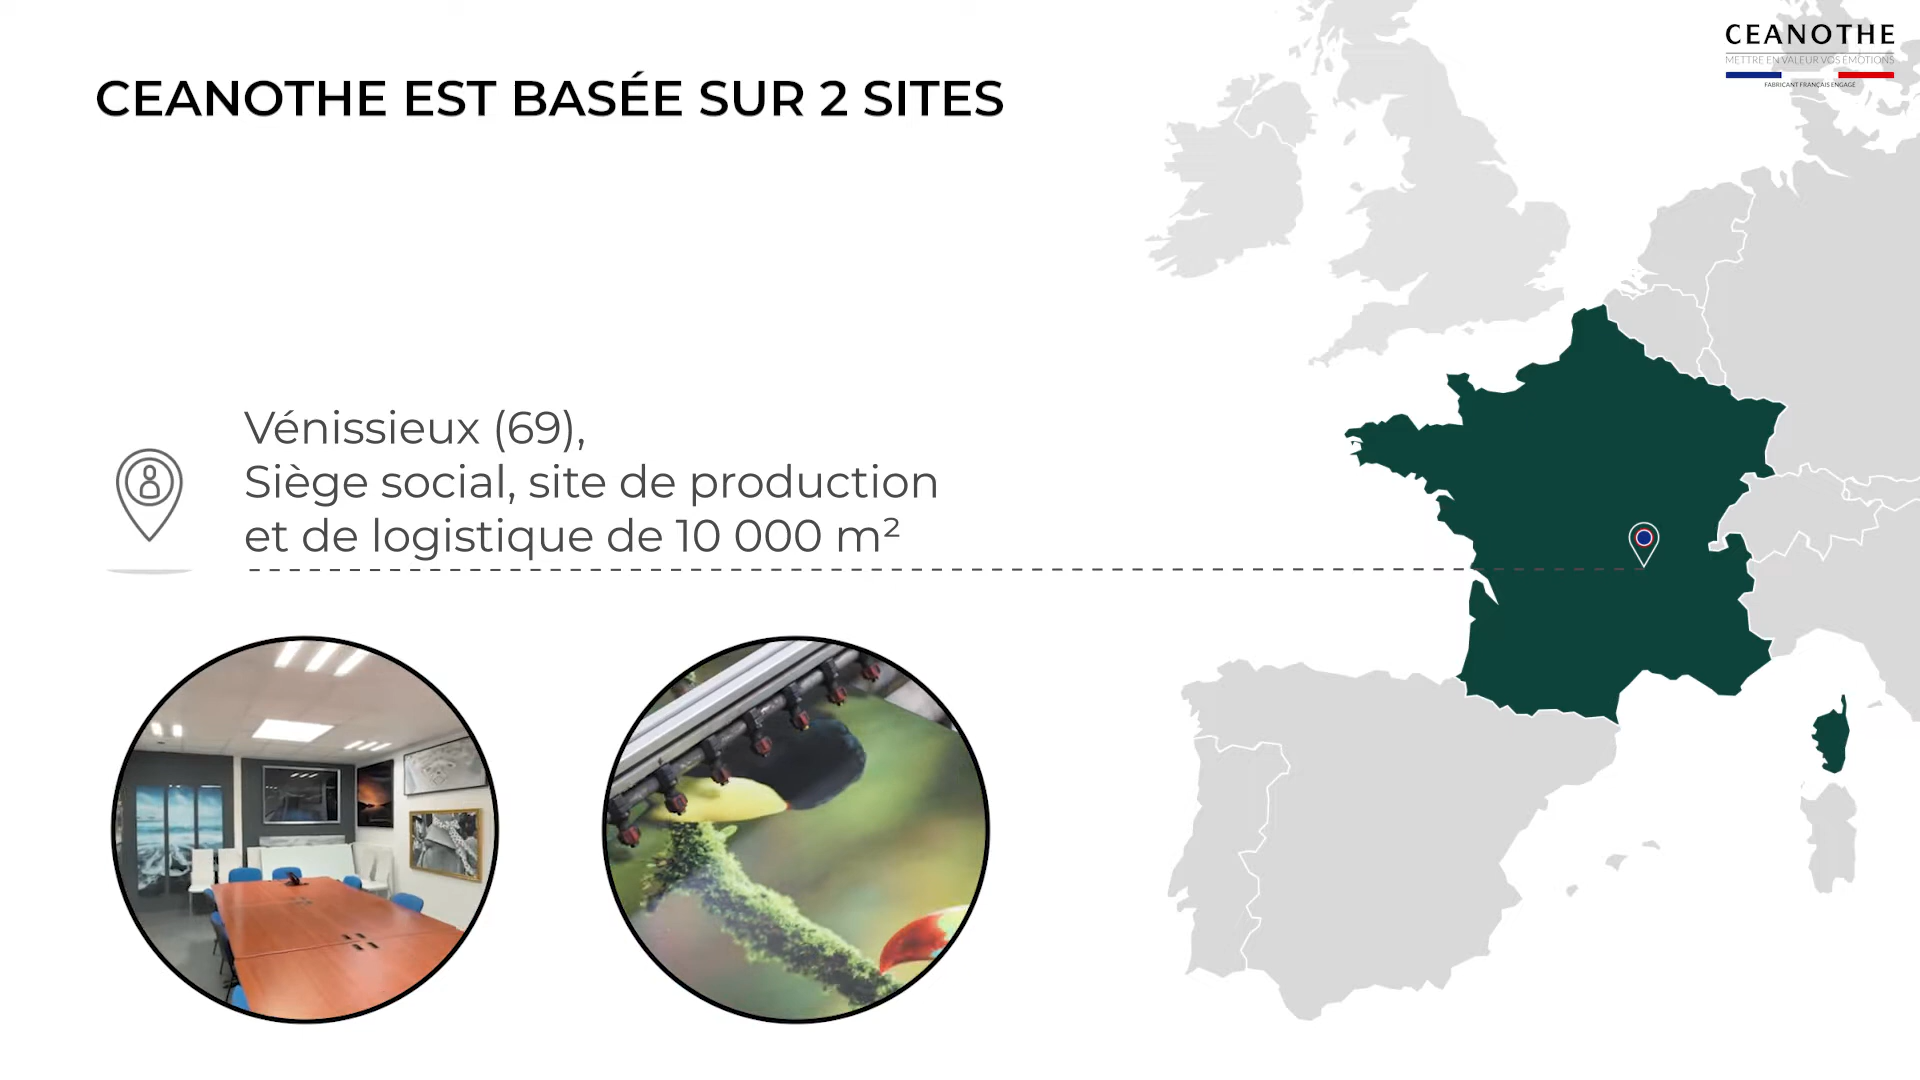 CEANOTHE EST BASÉE SUR 2 SITES
CEANOTHE
METTRE EN VALEUR VOS ÉMOTIONS
FABRICANT FRANÇAIS ENGAGÉ
Vénissieux (69),
Siège social, site de production
et de logistique de 10 000 m²